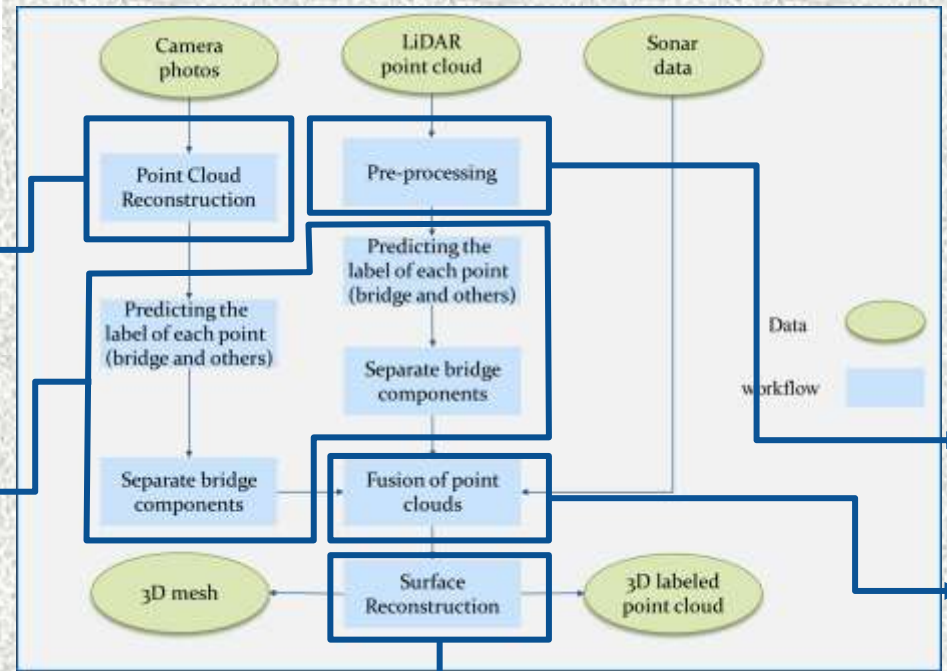 Camera
photos
LiDAR
point cloud
Sonar
data
Point Cloud
Reconstruction
Pre-processing
Predicting the
label of each point
(bridge and others)
Predicting the
label of each point
(bridge and others)
Data
Separate bridge
components
workflow
Separate bridge
components
Fusion of point
clouds
3D mesh
Surface
Reconstruction
3D labeled
point cloud